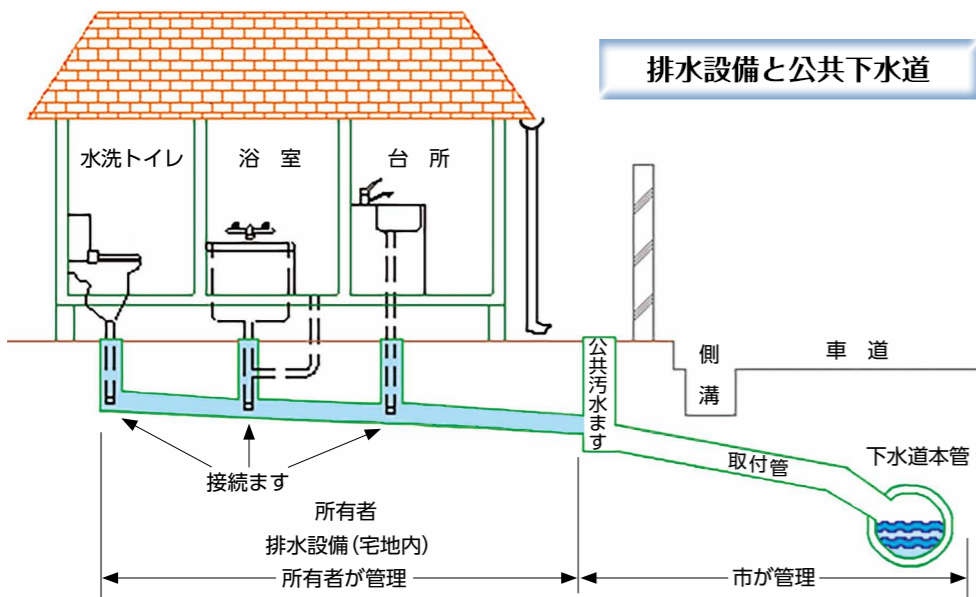 排水設備と公共下水道
水洗トイレ
浴 室
台 所
公共汚水ます
側溝
車 道
取付管
下水道本管
接続ます
所有者
排水設備(宅地内)
所有者が管理
市が管理